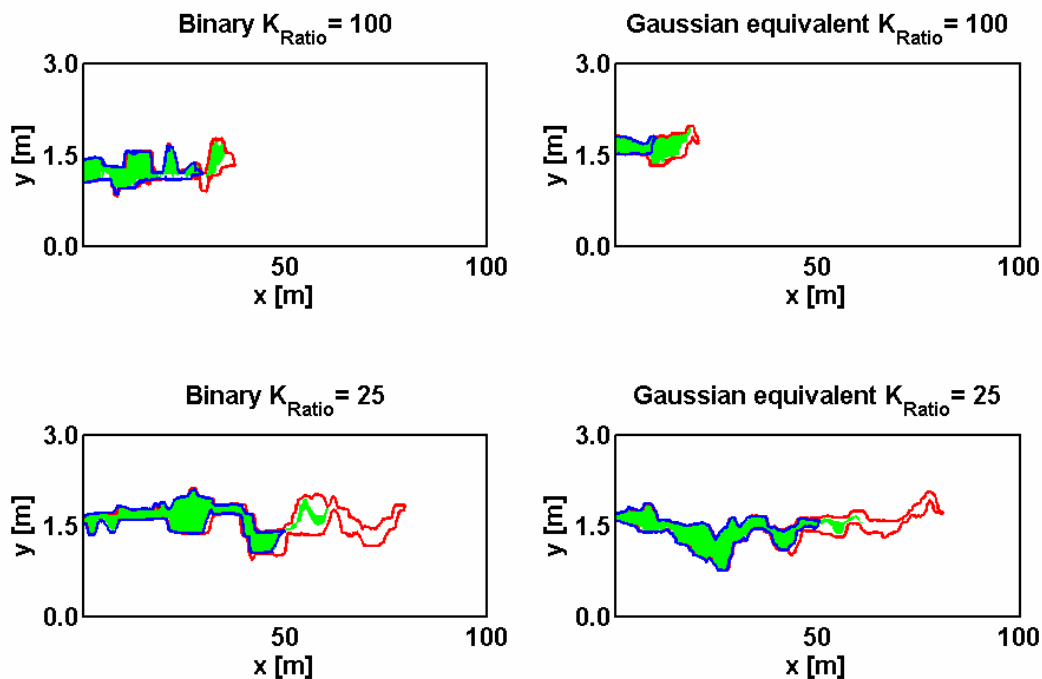 Binary K_Ratio = 100
3.0
1.5
0.0
y [m]
50
100
x [m]
Gaussian equivalent K_Ratio = 100
3.0
1.5
0.0
y [m]
50
100
x [m]
Binary K_Ratio = 25
3.0
1.5
0.0
y [m]
50
100
x [m]
Gaussian equivalent K_Ratio = 25
3.0
1.5
0.0
y [m]
50
100
x [m]